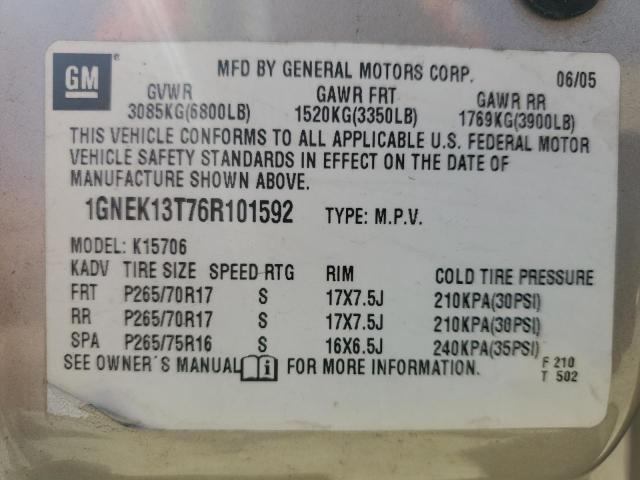 GM
MFD BY GENERAL MOTORS CORP. 06/05
GVWR GAWR FRT GAWR RR
3085KG(6800LB) 1520KG(3350LB) 1769KG(3900LB)
THIS VEHICLE CONFORMS TO ALL APPLICABLE U.S. FEDERAL MOTOR
VEHICLE SAFETY STANDARDS IN EFFECT ON THE DATE OF
MANUFACTURE SHOWN ABOVE.
1GNEK13T76R101592 TYPE: M.P.V.
MODEL: K15706
KADV TIRE SIZE SPEED RTG RIM COLD TIRE PRESSURE
FRT P265/70R17 S 17X7.5J 210KPA(30PSI)
RR P265/70R17 S 17X7.5J 210KPA(30PSI)
SPA P265/75R16 S 16X6.5J 240KPA(35PSI)
SEE OWNER'S MANUAL i FOR MORE INFORMATION. F 210
T 502